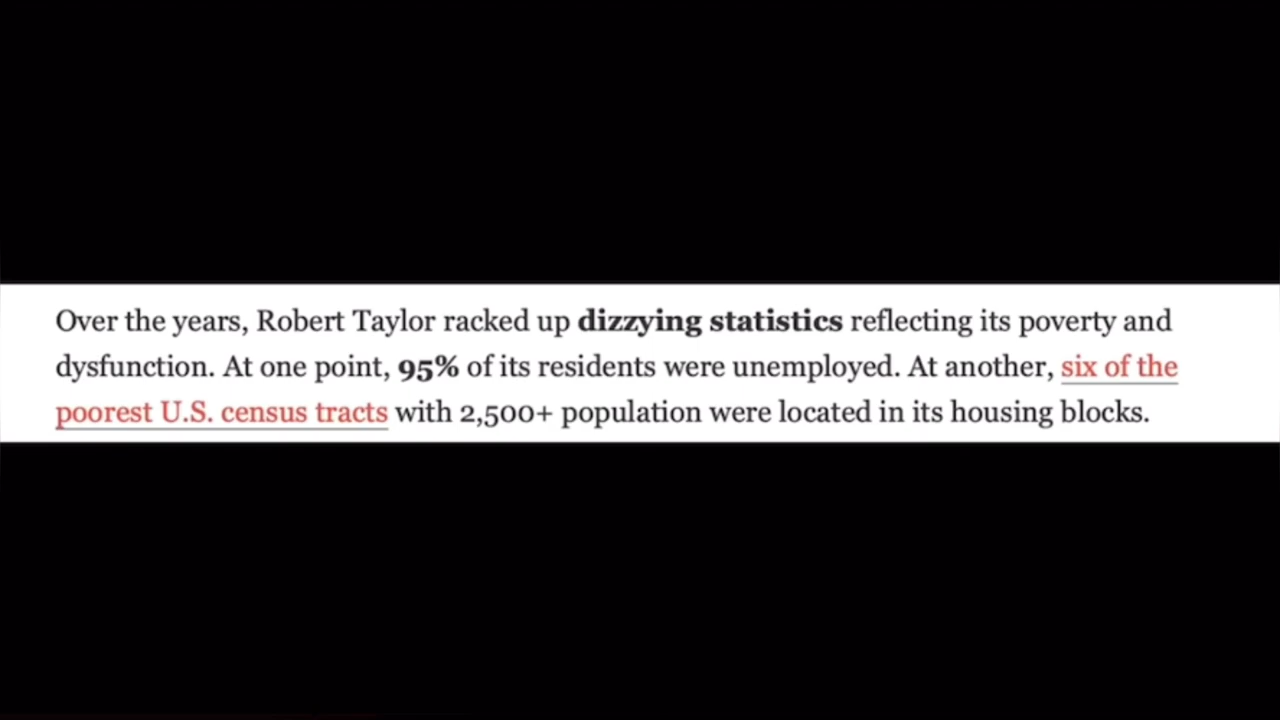 Over the years, Robert Taylor racked up dizzying statistics reflecting its poverty and
dysfunction. At one point, 95% of its residents were unemployed. At another, six of the
poorest U.S. census tracts with 2,500+ population were located in its housing blocks.